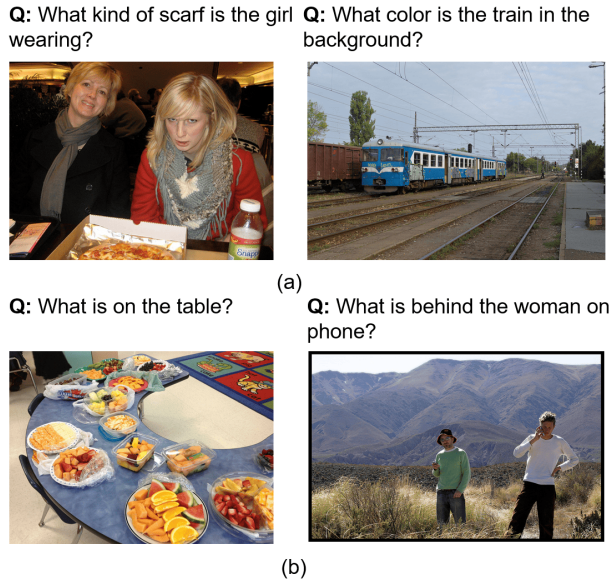 Q: What kind of scarf is the girl
wearing?
Q: What color is the train in the
background?
Snapple
(a)
Q: What is on the table?
Q: What is behind the woman on
phone?
(b)